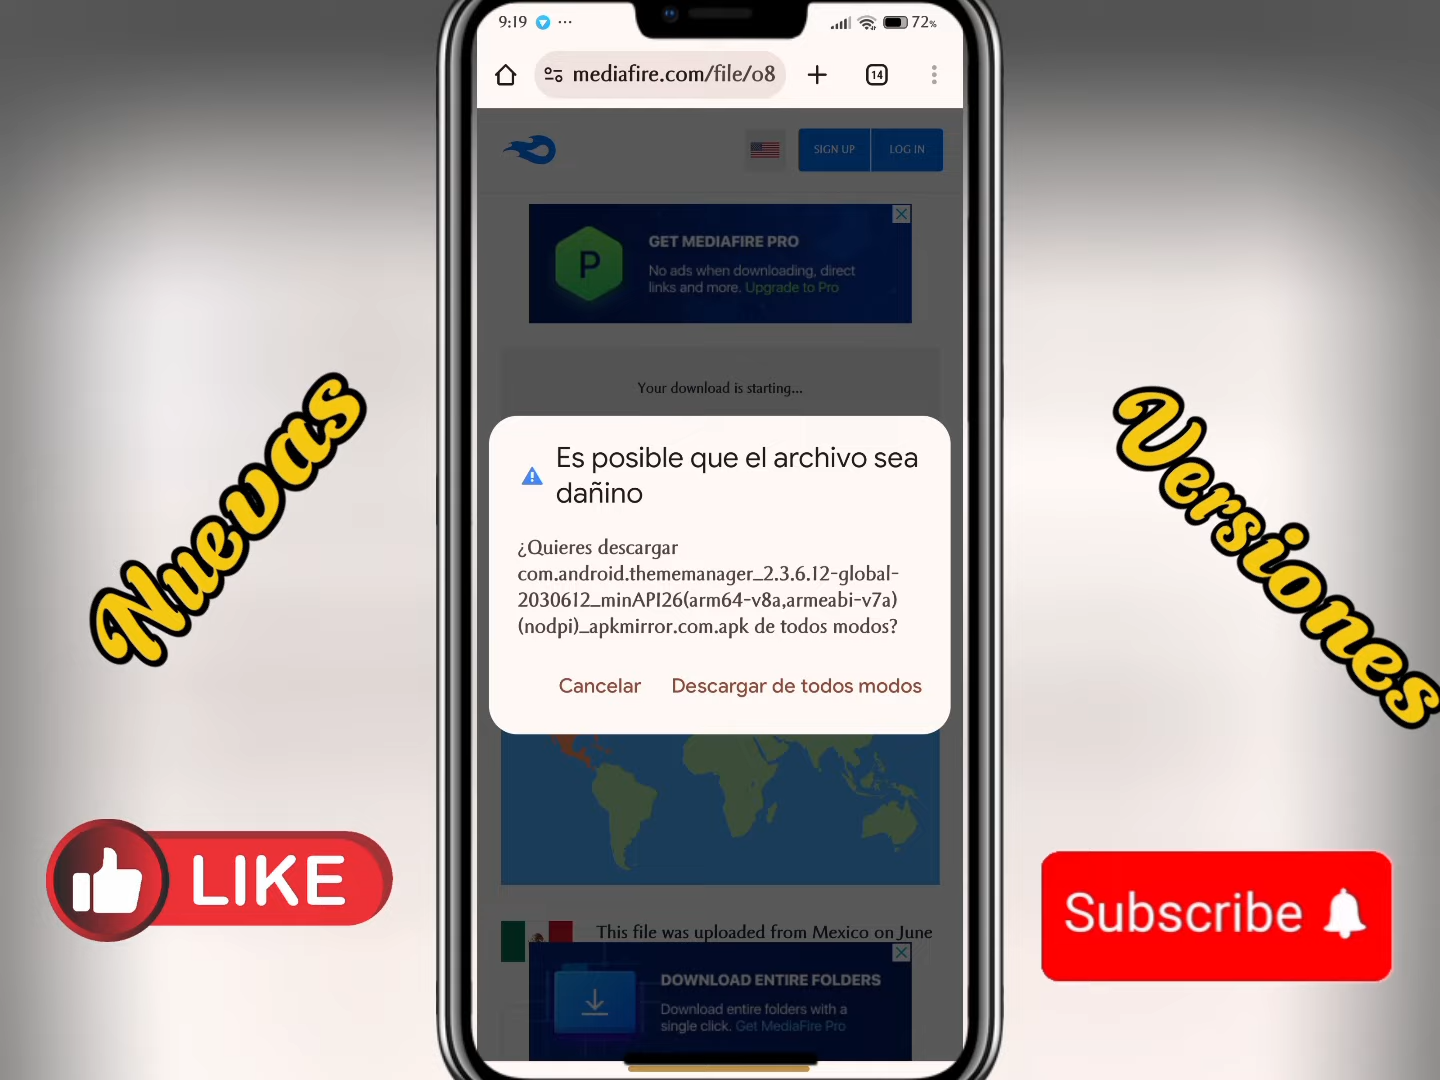 9:19
72%
mediafire.com/file/o8
14
SIGN UP
LOG IN
P
GET MEDIAFIRE PRO
No ads when downloading, direct
links and more. Upgrade to Pro
Your download is starting...
Es posible que el archivo sea
dañino
¿Quieres descargar
com.android.thememanager_2.3.6.12-global-
2030612_minAPI26(arm64-v8a,armeabi-v7a)
(nodpi)_apkmirror.com.apk de todos modos?
Cancelar
Descargar de todos modos
Nuevas
Versiones
LIKE
Subscribe
This file was uploaded from Mexico on June
DOWNLOAD ENTIRE FOLDERS
Download entire folders with a
single click. Get MediaFire Pro